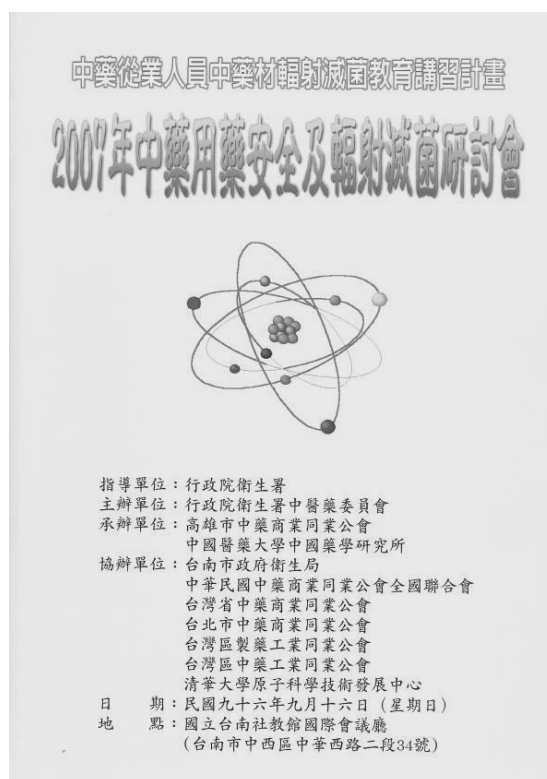 中藥從業人員中藥材輻射滅菌教育講習計畫
2007年中藥用藥安全及輻射滅菌研討會
指導單位：行政院衛生署
主辦單位：行政院衛生署中醫藥委員會
承辦單位：高雄市中藥商業同業公會
中國醫藥大學中國藥學研究所
協辦單位：台南市政府衛生局
中華民國中藥商業同業公會全國聯合會
台灣省中藥商業同業公會
台北市中藥商業同業公會
台灣區製藥工業同業公會
台灣區中藥工業同業公會
清華大學原子科學技術發展中心
日　　期：民國九十六年九月十六日（星期日）
地　　點：國立台南社教館國際會議廳
（台南市中西區中華西路二段34號）